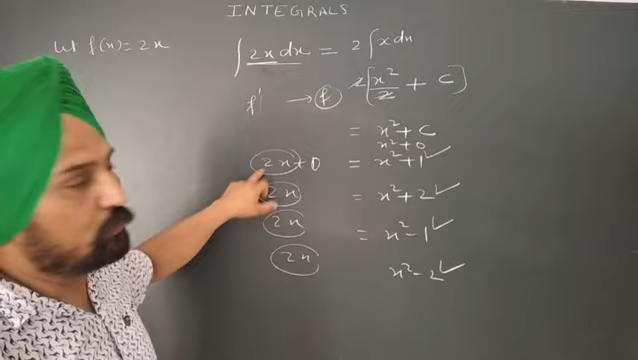 INTEGRALS
Let f(x) = 2x
∫ 2x dx = 2 ∫ x dx
f' → f 2[x²/2 + C]
= x² + C
x² + 0
2x + 0 = x² + 1 ✓
2x = x² + 2 ✓
2x = x² - 1 ✓
2x x² - 2 ✓